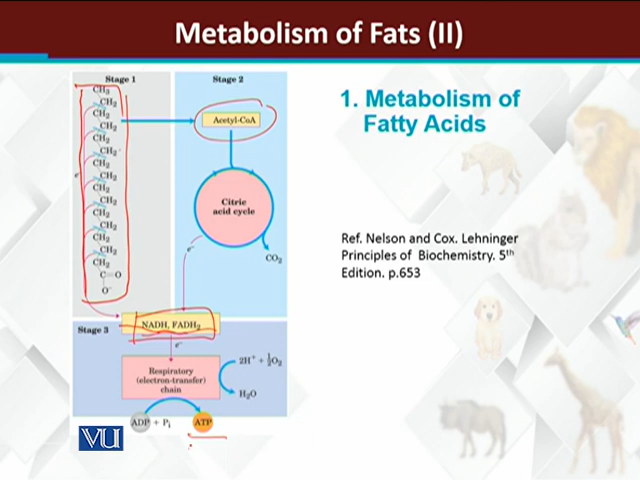 Metabolism of Fats (II)
Stage 1
Stage 2
CH₃
CH₂
CH₂
CH₂
CH₂
CH₂
CH₂
CH₂
CH₂
CH₂
CH₂
CH₂
CH₂
CH₂
CH₂
C=O
O⁻
e⁻
Acetyl-CoA
Citric
acid cycle
e⁻
CO₂
1. Metabolism of
Fatty Acids
Ref. Nelson and Cox. Lehninger
Principles of Biochemistry. 5th
Edition. p.653
Stage 3
NADH, FADH₂
e⁻
Respiratory
(electron-transfer)
chain
2H⁺ + ½O₂
H₂O
ADP + Pᵢ
ATP
VU